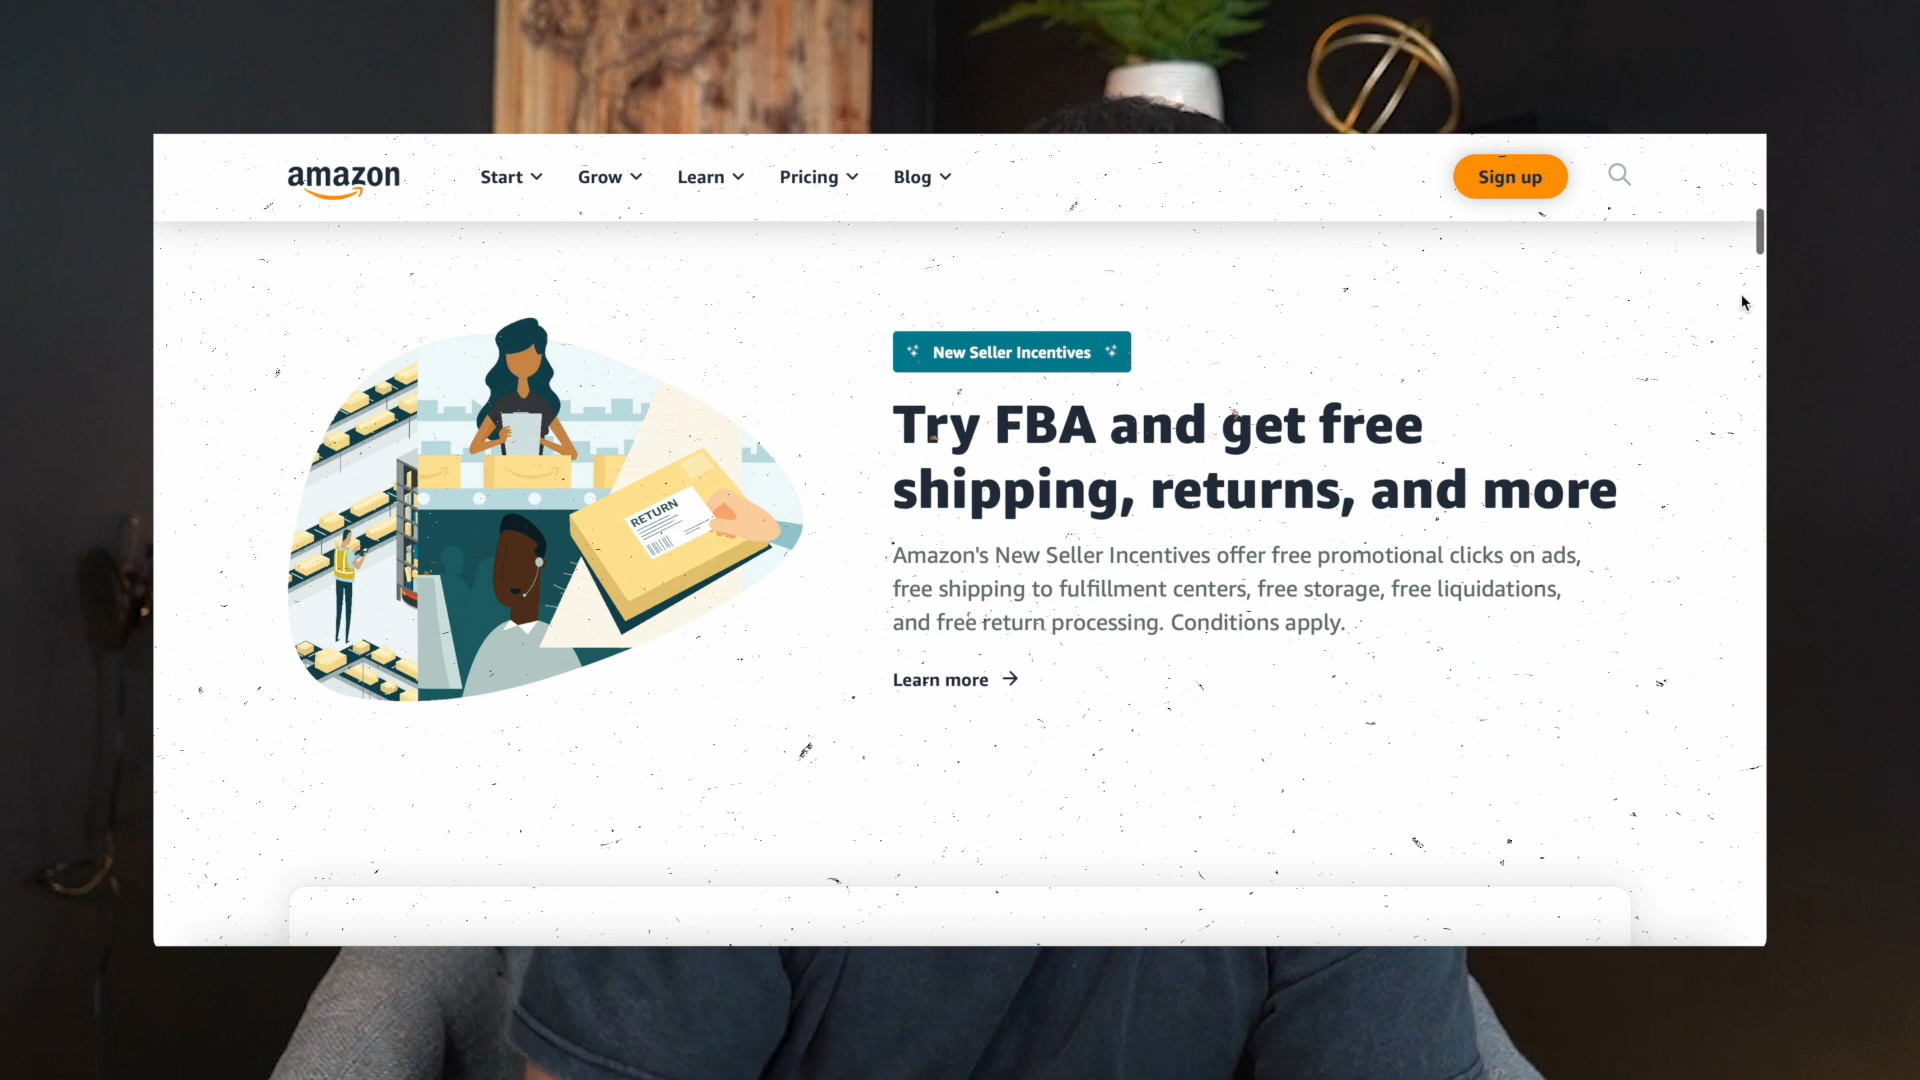 amazon
Start
Grow
Learn
Pricing
Blog
Sign up
New Seller Incentives
Try FBA and get free
shipping, returns, and more
Amazon's New Seller Incentives offer free promotional clicks on ads,
free shipping to fulfillment centers, free storage, free liquidations,
and free return processing. Conditions apply.
Learn more
RETURN